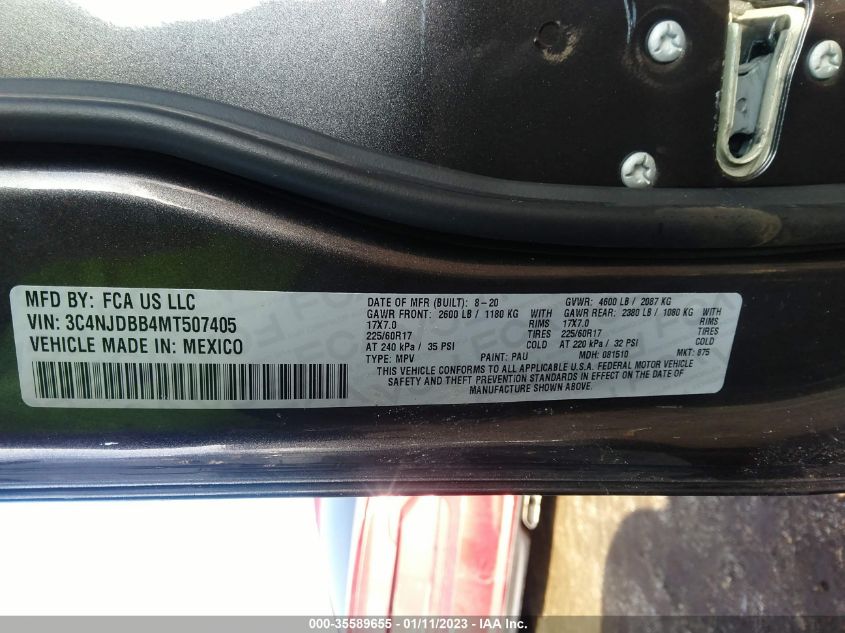 MFD BY: FCA US LLC
VIN: 3C4NJDBB4MT507405
VEHICLE MADE IN: MEXICO
DATE OF MFR (BUILT): 8-20 GVWR: 4600 LB / 2087 KG
GAWR FRONT: 2600 LB / 1180 KG GAWR REAR: 2380 LB / 1080 KG
17X7.0 RIMS 17X7.0 RIMS
225/60R17 TIRES 225/60R17 TIRES
AT 240 kPa / 35 PSI COLD AT 220 kPa / 32 PSI COLD
TYPE: MPV PAINT: PAU MDH: 081510 MKT: 875
THIS VEHICLE CONFORMS TO ALL APPLICABLE U.S.A. FEDERAL MOTOR VEHICLE
SAFETY AND THEFT PREVENTION STANDARDS IN EFFECT ON THE DATE OF
MANUFACTURE SHOWN ABOVE.
000-35589655 - 01/11/2023 - IAA Inc.